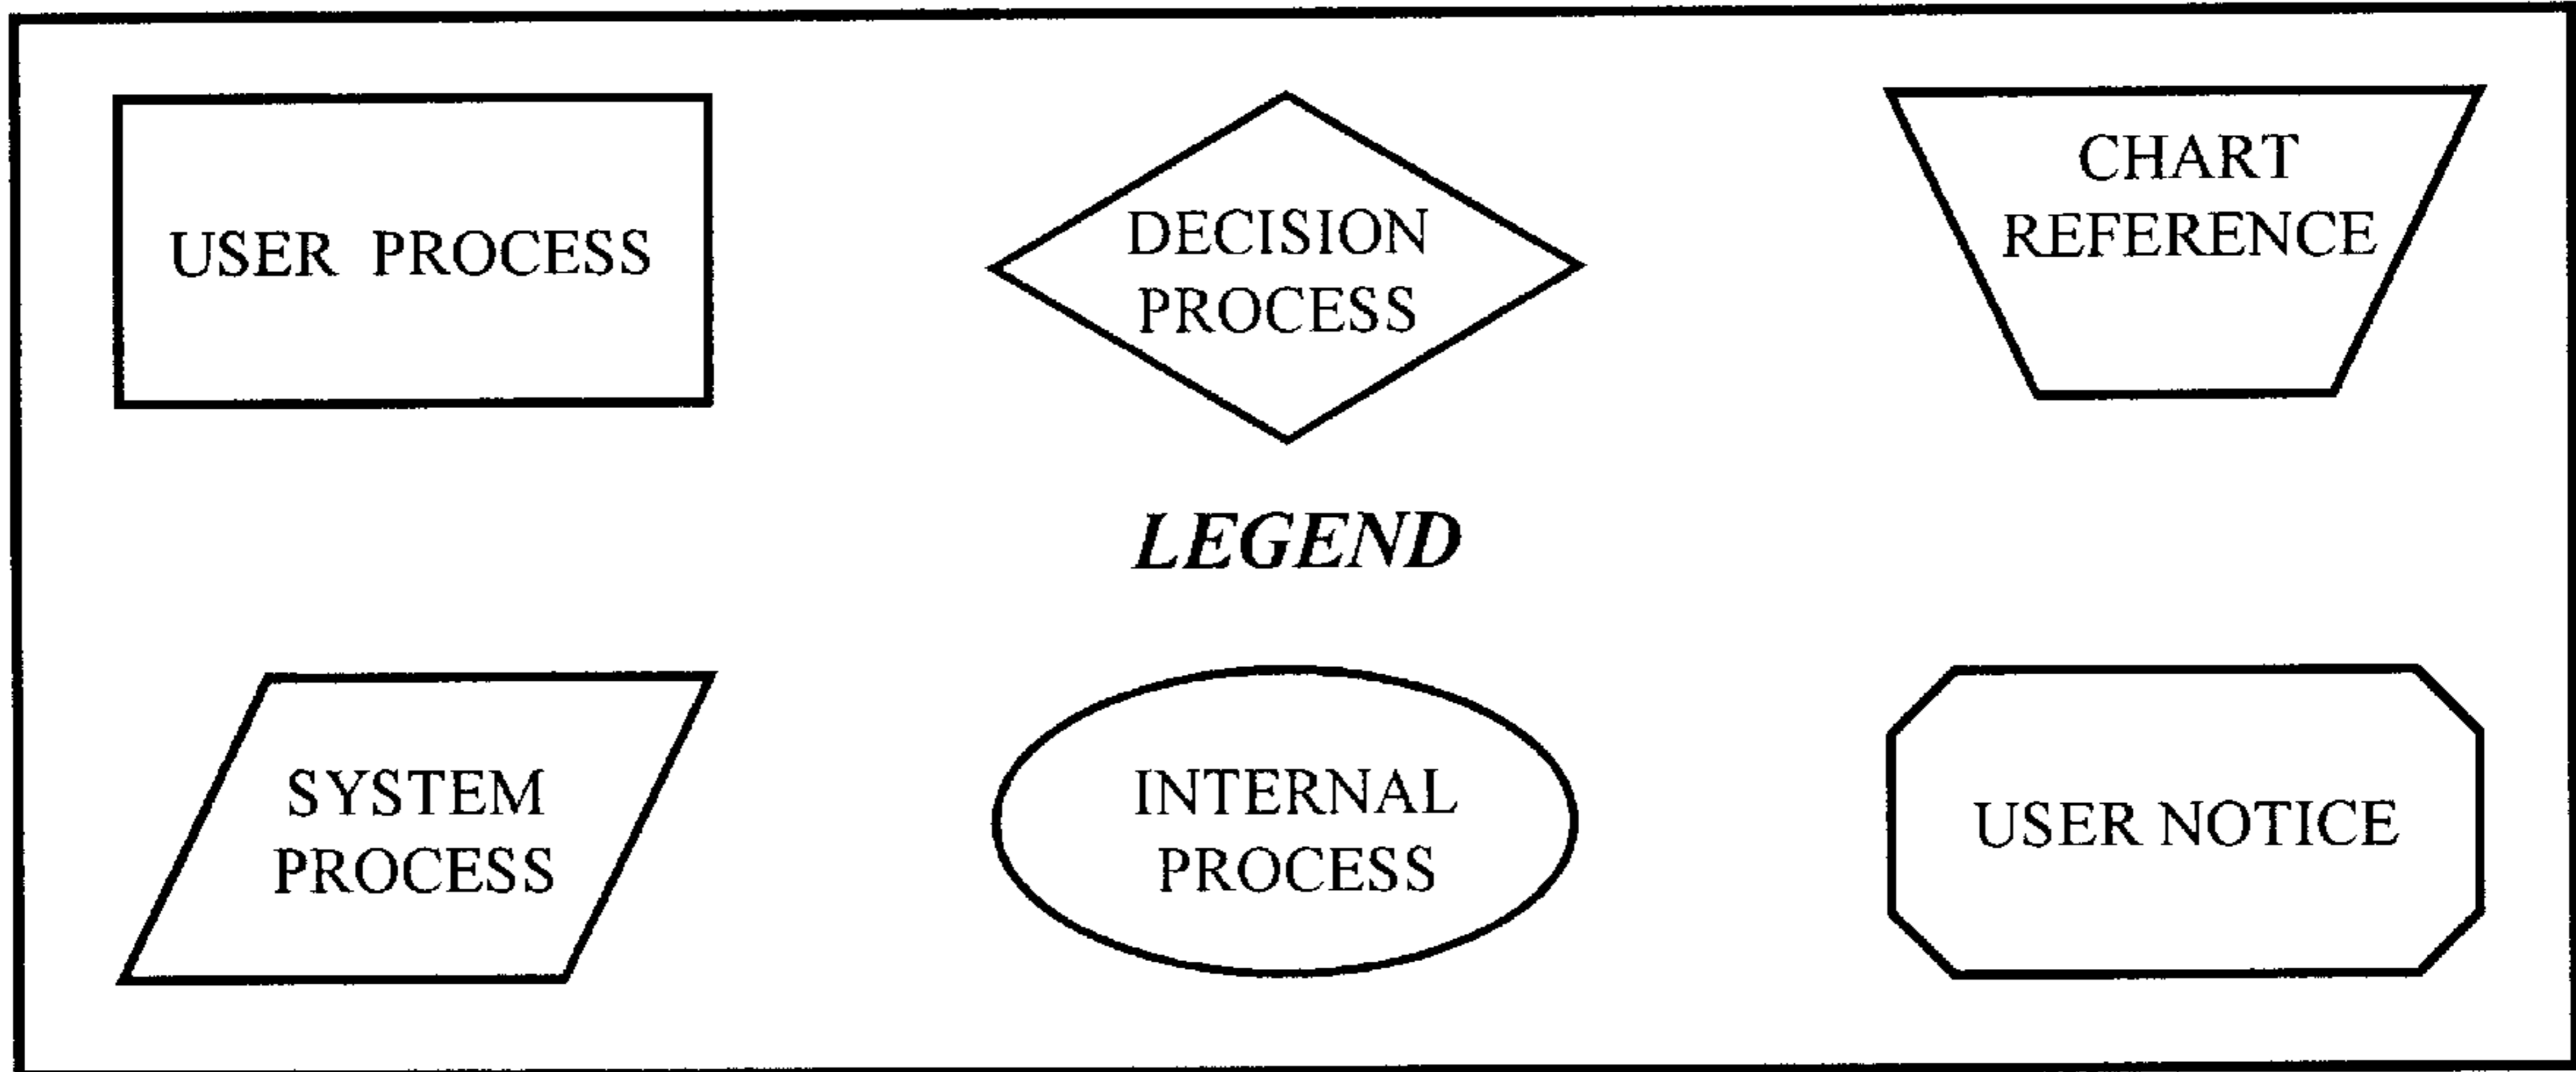 USER PROCESS
DECISION
PROCESS
CHART
REFERENCE
LEGEND
SYSTEM
PROCESS
INTERNAL
PROCESS
USER NOTICE